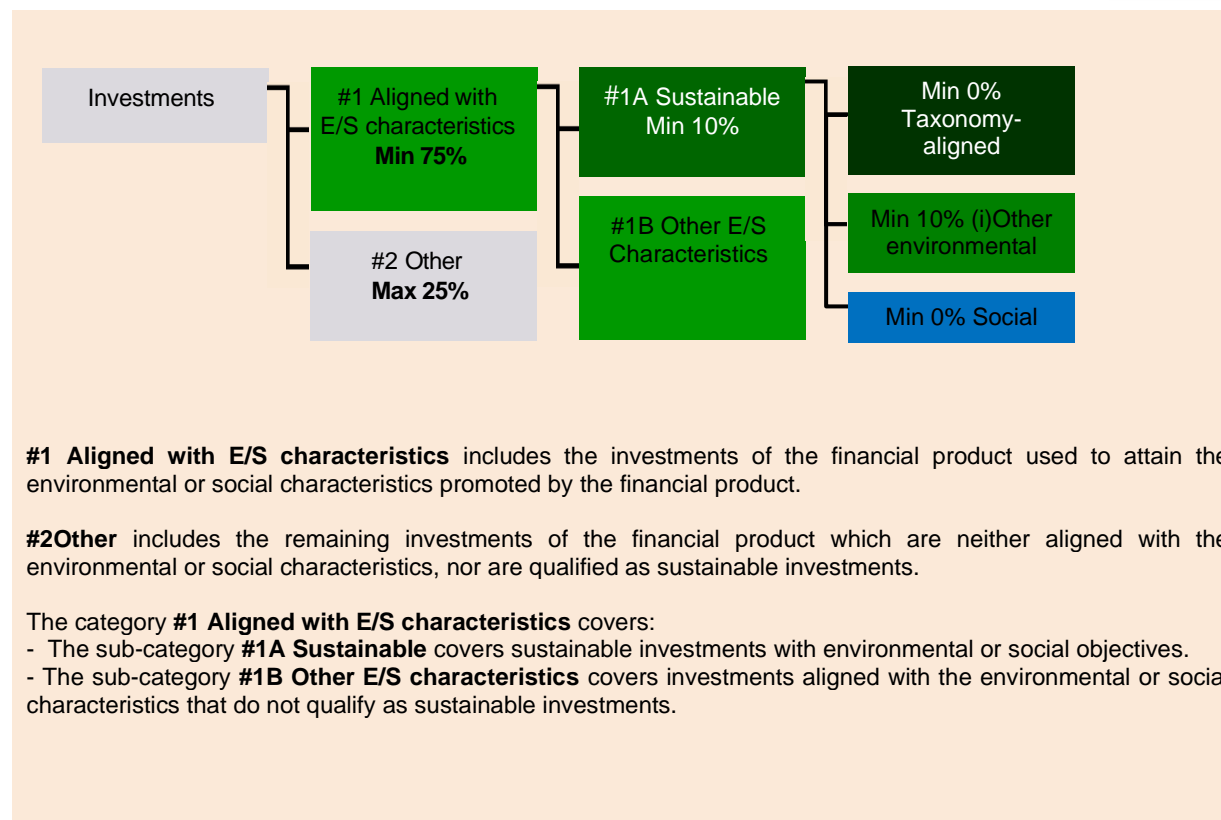 Investments
#1 Aligned with
E/S characteristics
Min 75%
#2 Other
Max 25%
#1A Sustainable
Min 10%
#1B Other E/S
Characteristics
Min 0%
Taxonomy-
aligned
Min 10% (i)Other
environmental
Min 0% Social
#1 Aligned with E/S characteristics includes the investments of the financial product used to attain the
environmental or social characteristics promoted by the financial product.
#2Other includes the remaining investments of the financial product which are neither aligned with the
environmental or social characteristics, nor are qualified as sustainable investments.
The category #1 Aligned with E/S characteristics covers:
- The sub-category #1A Sustainable covers sustainable investments with environmental or social objectives.
- The sub-category #1B Other E/S characteristics covers investments aligned with the environmental or social
characteristics that do not qualify as sustainable investments.